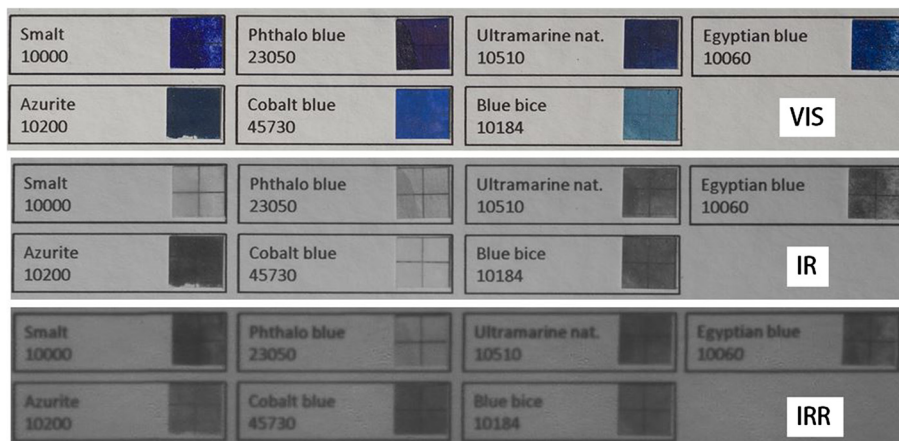 Smalt
10000
Phthalo blue
23050
Ultramarine nat.
10510
Egyptian blue
10060
Azurite
10200
Cobalt blue
45730
Blue bice
10184
VIS
Smalt
10000
Phthalo blue
23050
Ultramarine nat.
10510
Egyptian blue
10060
Azurite
10200
Cobalt blue
45730
Blue bice
10184
IR
Smalt
10000
Phthalo blue
23050
Ultramarine nat.
10510
Egyptian blue
10060
Azurite
10200
Cobalt blue
45730
Blue bice
10184
IRR